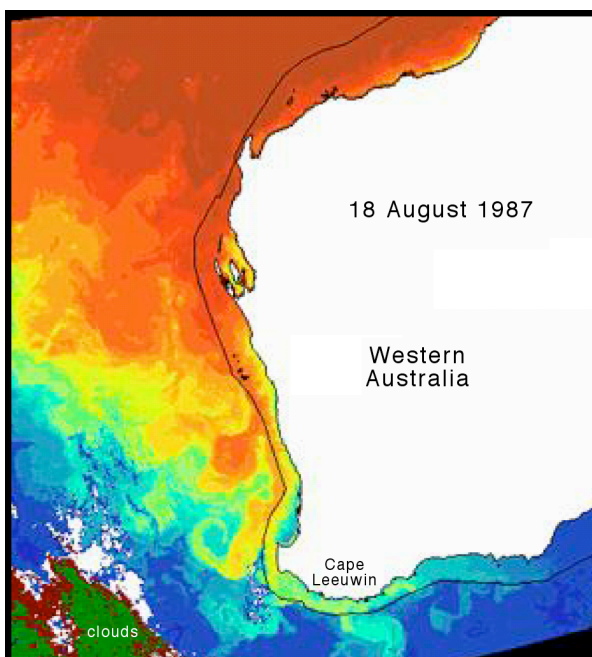 18 August 1987
Western
Australia
Cape
Leeuwin
clouds